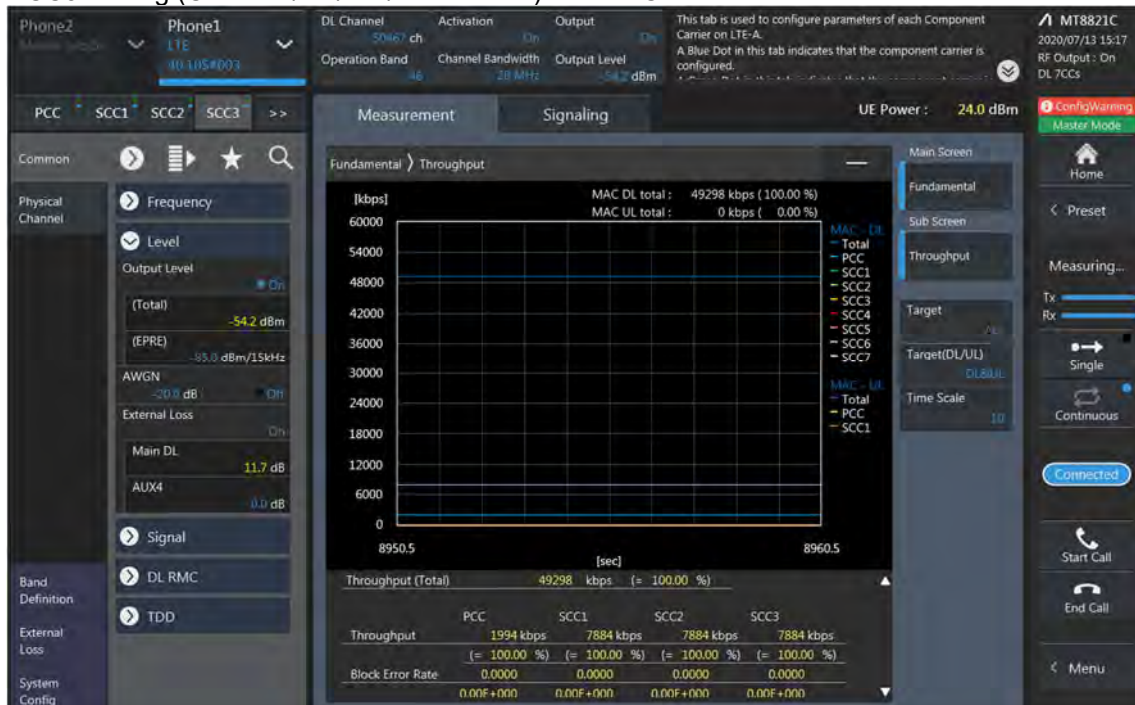 Phone2
Phone1
LTE
DL Channel
50467 ch
Activation
On
Output
On
Operation Band
46
Channel Bandwidth
20 MHz
Output Level
-54.2 dBm
This tab is used to configure parameters of each Component
Carrier on LTE-A.
A Blue Dot in this tab indicates that the component carrier is
configured.
MT8821C
2020/07/13 15:17
RF Output : On
DL 7CCs
PCC
SCC1
SCC2
SCC3
>>
Measurement
Signaling
UE Power : 24.0 dBm
ConfigWarning
Master Mode
Common
Physical
Channel
Frequency
Level
Output Level
On
(Total)
-54.2 dBm
(EPRE)
-85.0 dBm/15kHz
AWGN
-20.0 dB
Off
External Loss
On
Main DL
11.7 dB
AUX4
0.0 dB
Signal
DL RMC
TDD
Band
Definition
External
Loss
System
Config
Fundamental
Throughput
[kbps]
MAC DL total : 49298 kbps ( 100.00 %)
MAC UL total : 0 kbps ( 0.00 %)
60000
54000
48000
42000
36000
30000
24000
18000
12000
6000
0
8950.5
8960.5
[sec]
MAC - DL
Total
PCC
SCC1
SCC2
SCC3
SCC4
SCC5
SCC6
SCC7
MAC - UL
Total
PCC
SCC1
Throughput (Total) 49298 kbps (= 100.00 %)
PCC SCC1 SCC2 SCC3
Throughput 1994 kbps 7884 kbps 7884 kbps 7884 kbps
(= 100.00 %) (= 100.00 %) (= 100.00 %) (= 100.00 %)
Block Error Rate 0.0000 0.0000 0.0000 0.0000
0.00E+000 0.00E+000 0.00E+000 0.00E+000
Main Screen
Fundamental
Sub Screen
Throughput
Target
Target(DL/UL)
DL&UL
Time Scale
10
Home
< Preset
Measuring...
Tx
Rx
Single
Continuous
Connected
Start Call
End Call
< Menu